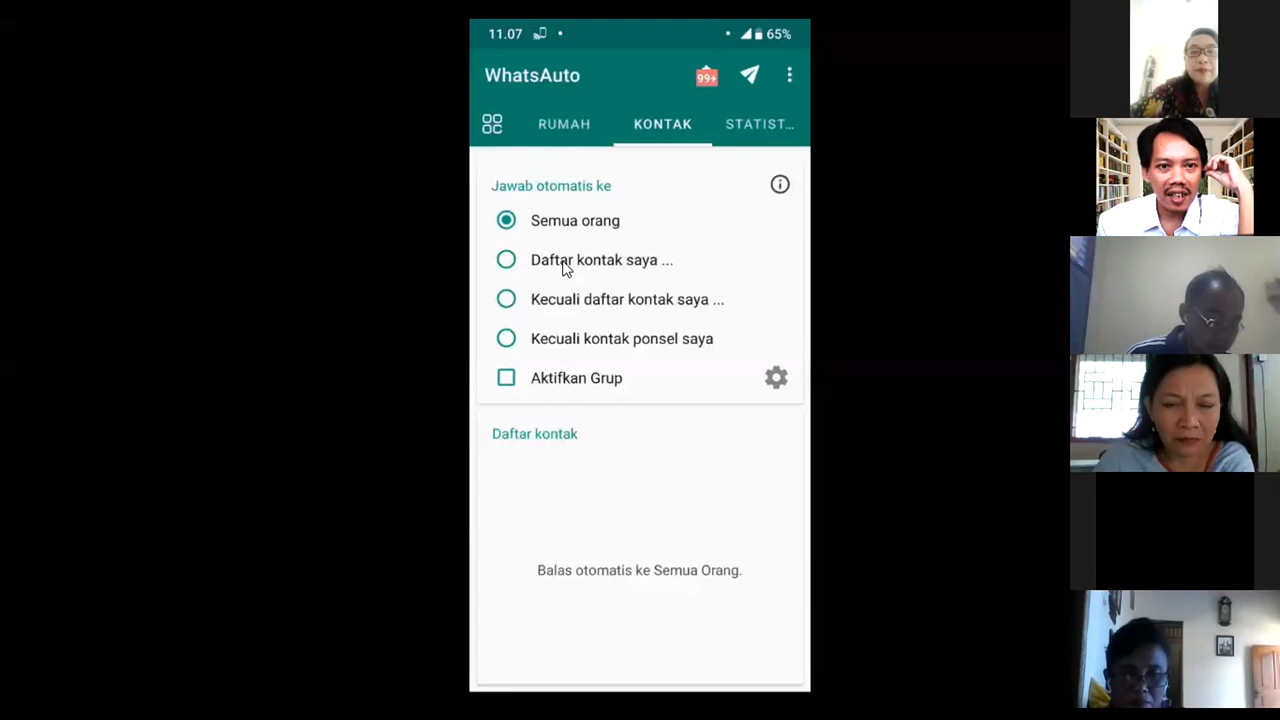 11.07
65%
WhatsAuto
99+
RUMAH
KONTAK
STATIST...
Jawab otomatis ke
Semua orang
Daftar kontak saya ...
Kecuali daftar kontak saya ...
Kecuali kontak ponsel saya
Aktifkan Grup
Daftar kontak
Balas otomatis ke Semua Orang.